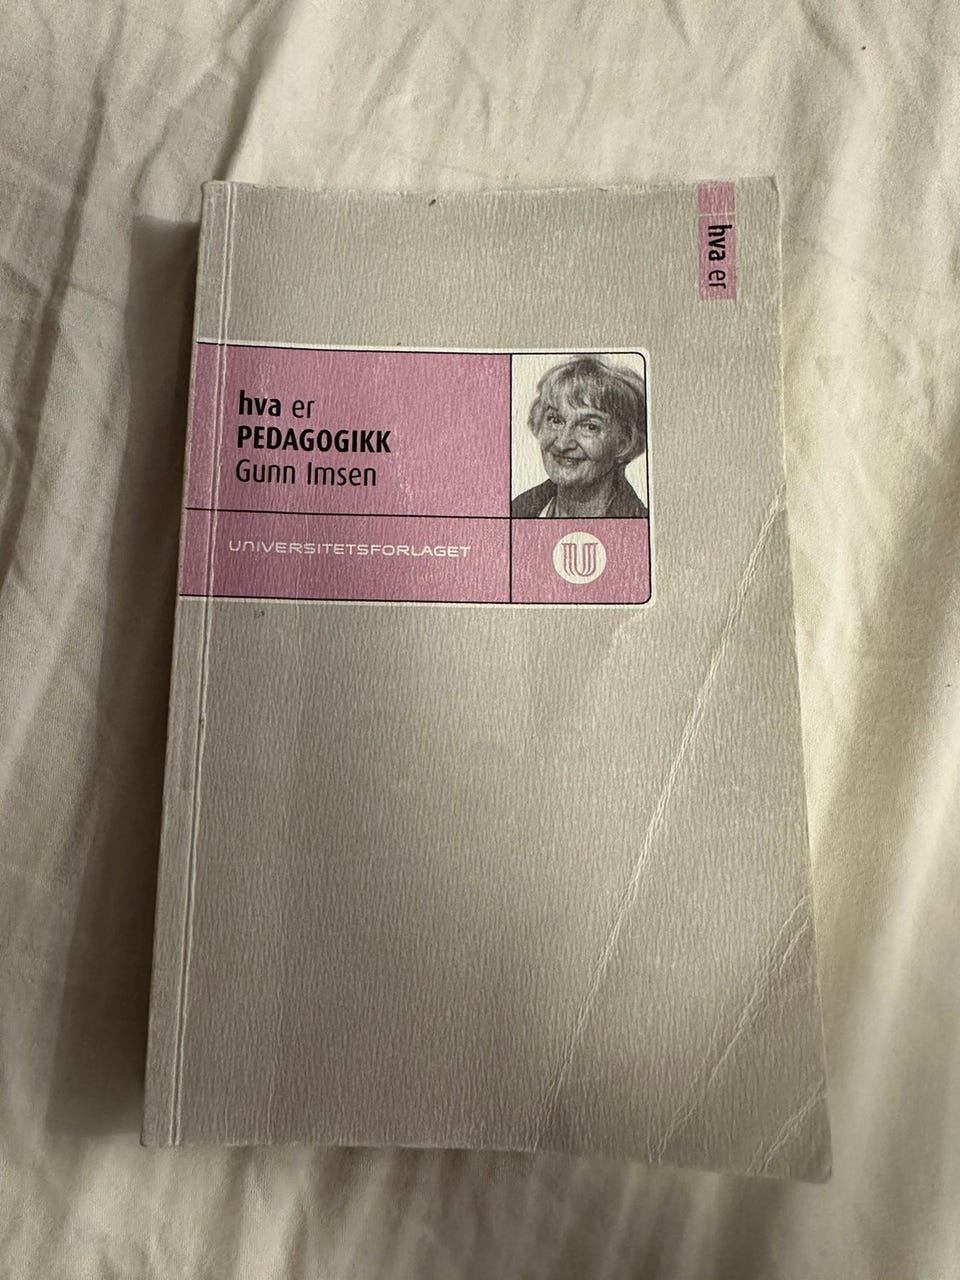 hva er
hva er
PEDAGOGIKK
Gunn Imsen
UNIVERSITETSFORLAGET
U